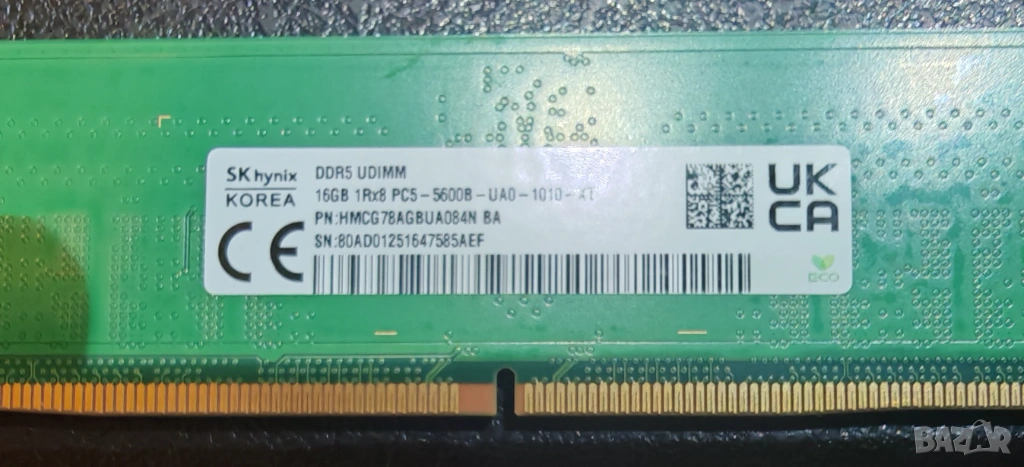 SK hynix
KOREA
DDR5 UDIMM
16GB 1Rx8 PC5-5600B-UA0-1010-XT
PN:HMCG78AGBUA084N BA
SN:80AD01251647585AEF
CE
UK
CA
ECO
BAZAR